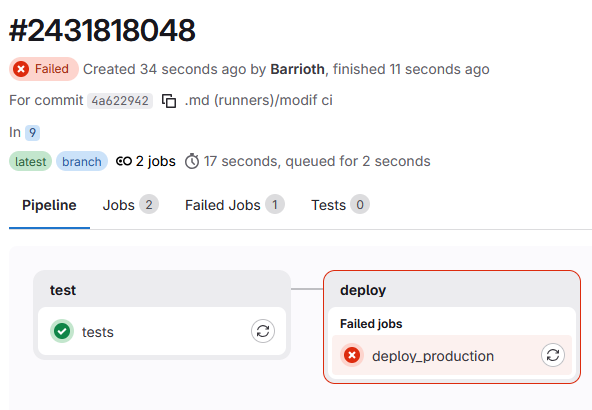 #2431818048
Failed Created 34 seconds ago by Barrioth, finished 11 seconds ago
For commit 4a622942 .md (runners)/modif ci
In 9
latest branch 2 jobs 17 seconds, queued for 2 seconds
Pipeline Jobs 2 Failed Jobs 1 Tests 0
test
tests
deploy
Failed jobs
deploy_production